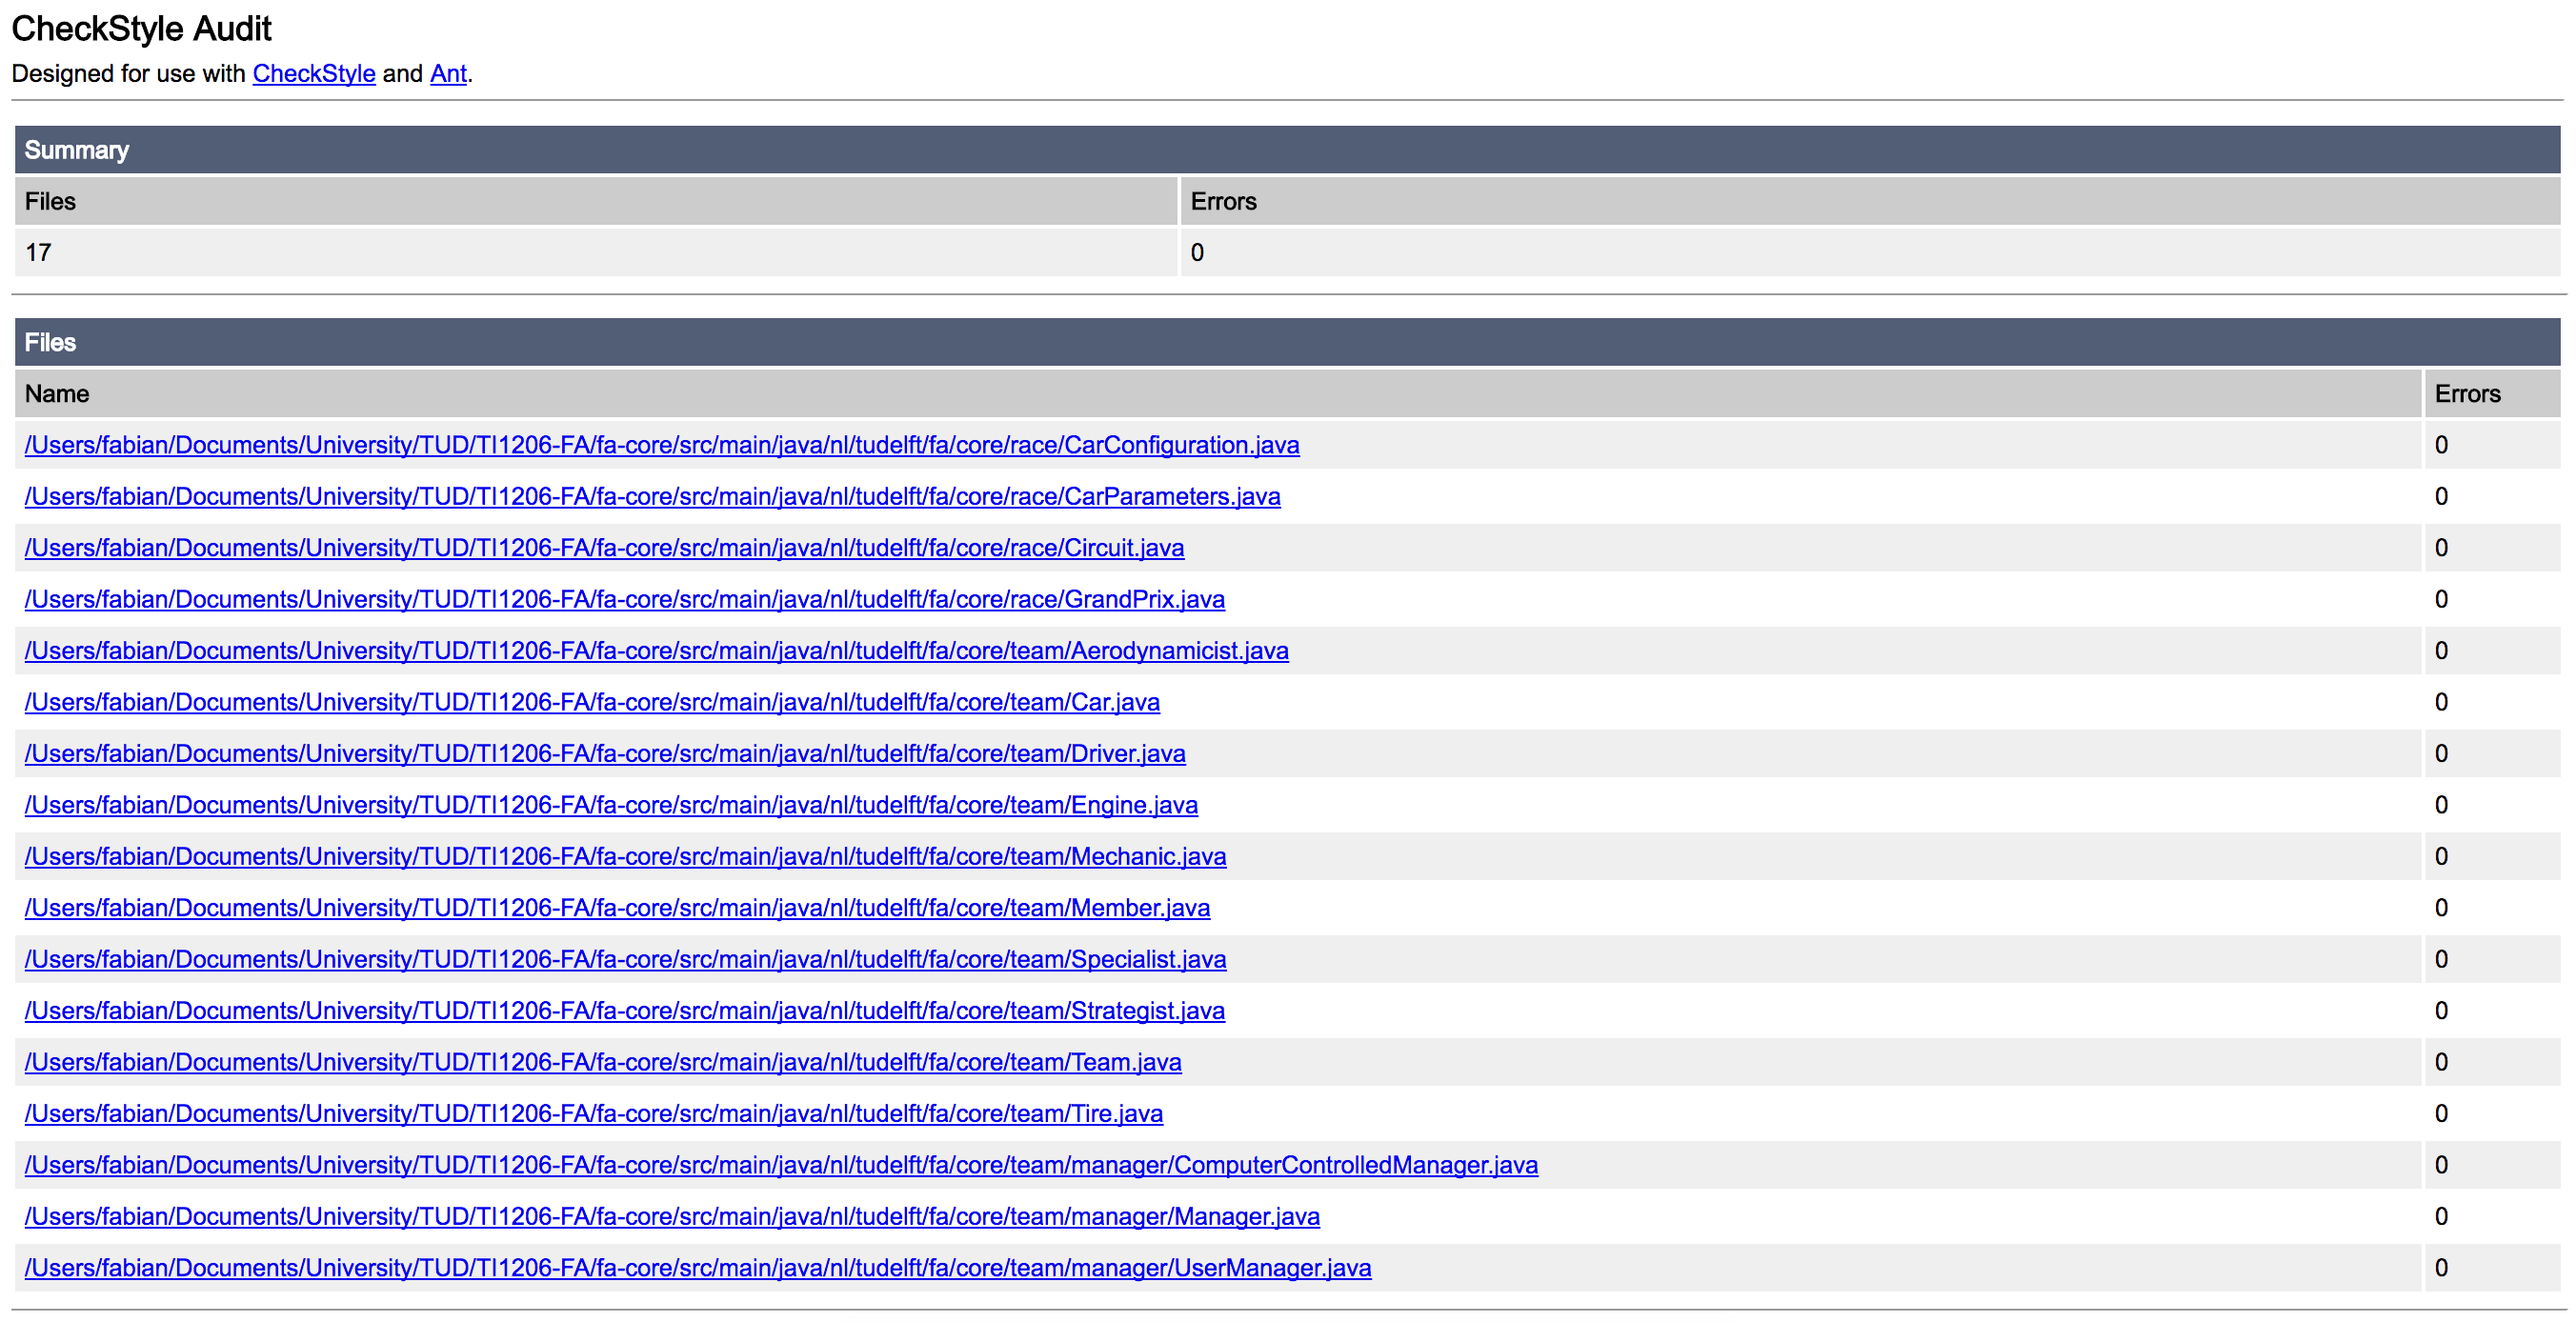 CheckStyle Audit
Designed for use with CheckStyle and Ant.
Summary
Files Errors
17 0
Files
Name Errors
/Users/fabian/Documents/University/TUD/TI1206-FA/fa-core/src/main/java/nl/tudelft/fa/core/race/CarConfiguration.java 0
/Users/fabian/Documents/University/TUD/TI1206-FA/fa-core/src/main/java/nl/tudelft/fa/core/race/CarParameters.java 0
/Users/fabian/Documents/University/TUD/TI1206-FA/fa-core/src/main/java/nl/tudelft/fa/core/race/Circuit.java 0
/Users/fabian/Documents/University/TUD/TI1206-FA/fa-core/src/main/java/nl/tudelft/fa/core/race/GrandPrix.java 0
/Users/fabian/Documents/University/TUD/TI1206-FA/fa-core/src/main/java/nl/tudelft/fa/core/team/Aerodynamicist.java 0
/Users/fabian/Documents/University/TUD/TI1206-FA/fa-core/src/main/java/nl/tudelft/fa/core/team/Car.java 0
/Users/fabian/Documents/University/TUD/TI1206-FA/fa-core/src/main/java/nl/tudelft/fa/core/team/Driver.java 0
/Users/fabian/Documents/University/TUD/TI1206-FA/fa-core/src/main/java/nl/tudelft/fa/core/team/Engine.java 0
/Users/fabian/Documents/University/TUD/TI1206-FA/fa-core/src/main/java/nl/tudelft/fa/core/team/Mechanic.java 0
/Users/fabian/Documents/University/TUD/TI1206-FA/fa-core/src/main/java/nl/tudelft/fa/core/team/Member.java 0
/Users/fabian/Documents/University/TUD/TI1206-FA/fa-core/src/main/java/nl/tudelft/fa/core/team/Specialist.java 0
/Users/fabian/Documents/University/TUD/TI1206-FA/fa-core/src/main/java/nl/tudelft/fa/core/team/Strategist.java 0
/Users/fabian/Documents/University/TUD/TI1206-FA/fa-core/src/main/java/nl/tudelft/fa/core/team/Team.java 0
/Users/fabian/Documents/University/TUD/TI1206-FA/fa-core/src/main/java/nl/tudelft/fa/core/team/Tire.java 0
/Users/fabian/Documents/University/TUD/TI1206-FA/fa-core/src/main/java/nl/tudelft/fa/core/team/manager/ComputerControlledManager.java 0
/Users/fabian/Documents/University/TUD/TI1206-FA/fa-core/src/main/java/nl/tudelft/fa/core/team/manager/Manager.java 0
/Users/fabian/Documents/University/TUD/TI1206-FA/fa-core/src/main/java/nl/tudelft/fa/core/team/manager/UserManager.java 0